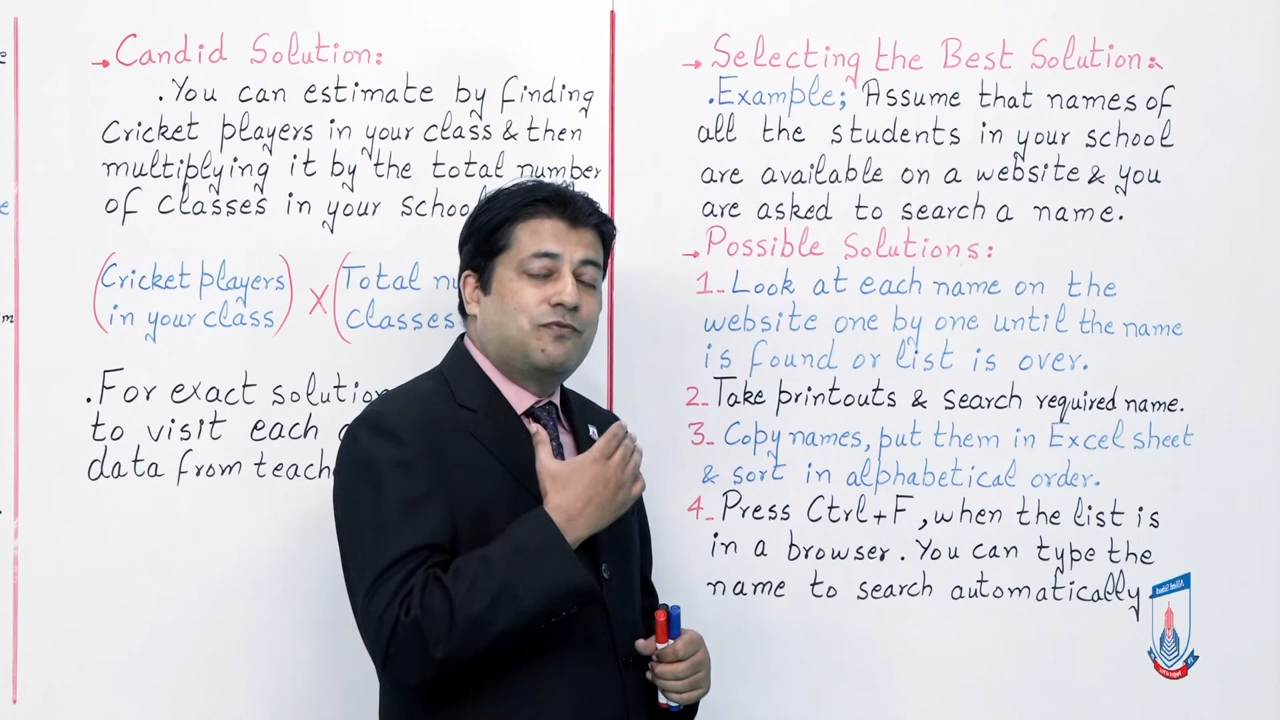 →Candid Solution:
.You can estimate by finding
Cricket players in your class & then
multiplying it by the total number
of classes in your
(Cricket players
in your class) X (Total
classes
.For exact
to visit each
data from
→Selecting the Best Solution:
.Example; Assume that names of
all the students in your school
are available on a website & you
are asked to search a name.
→Possible Solutions:
1-Look at each name on the
website one by one until the name
is found or list is over.
2-Take printouts & search required name.
3-Copy names, put them in Excel sheet
& sort in alphabetical order.
4-Press Ctrl+F, when the list is
in a browser. You can type the
name to search automatically.